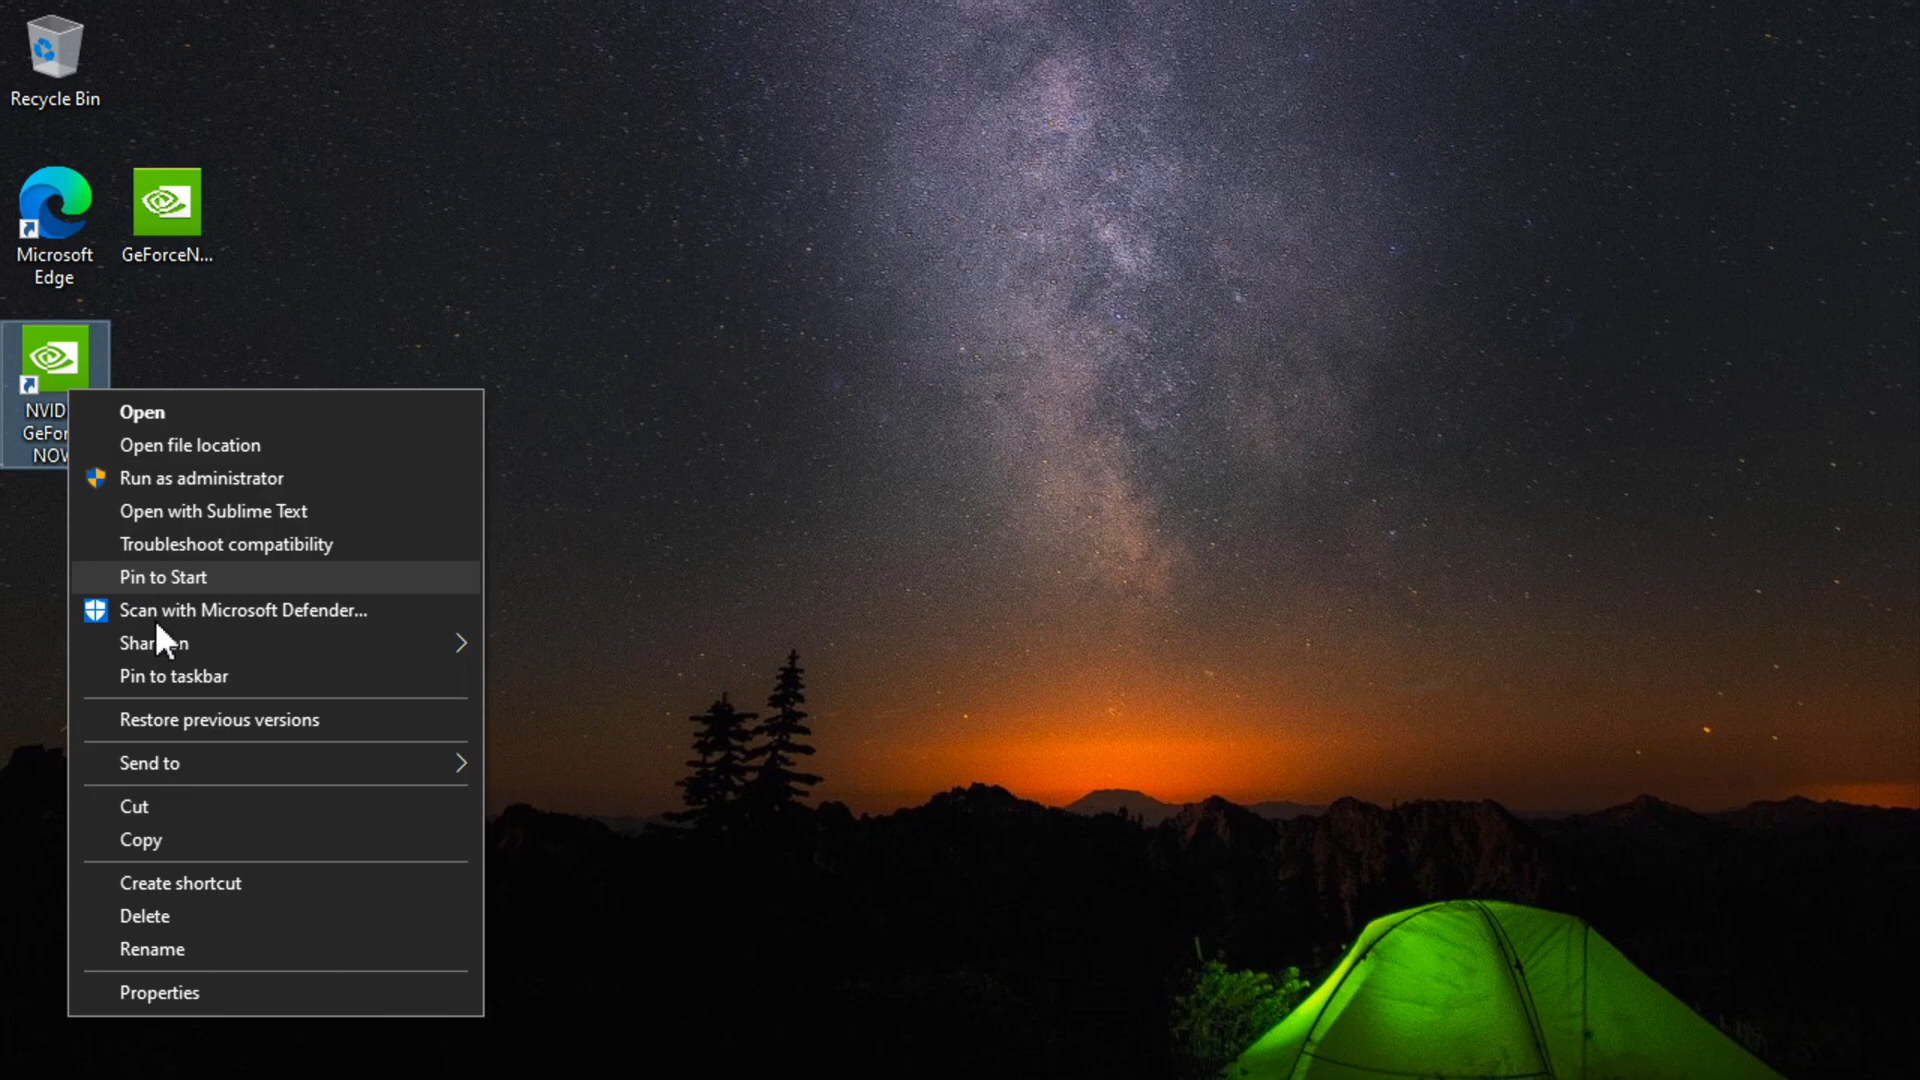 Recycle Bin
Microsoft
Edge
GeForceN...
NVID
GeFor
NOV
Open
Open file location
Run as administrator
Open with Sublime Text
Troubleshoot compatibility
Pin to Start
Scan with Microsoft Defender...
Pin to taskbar
Restore previous versions
Send to
Cut
Copy
Create shortcut
Delete
Rename
Properties